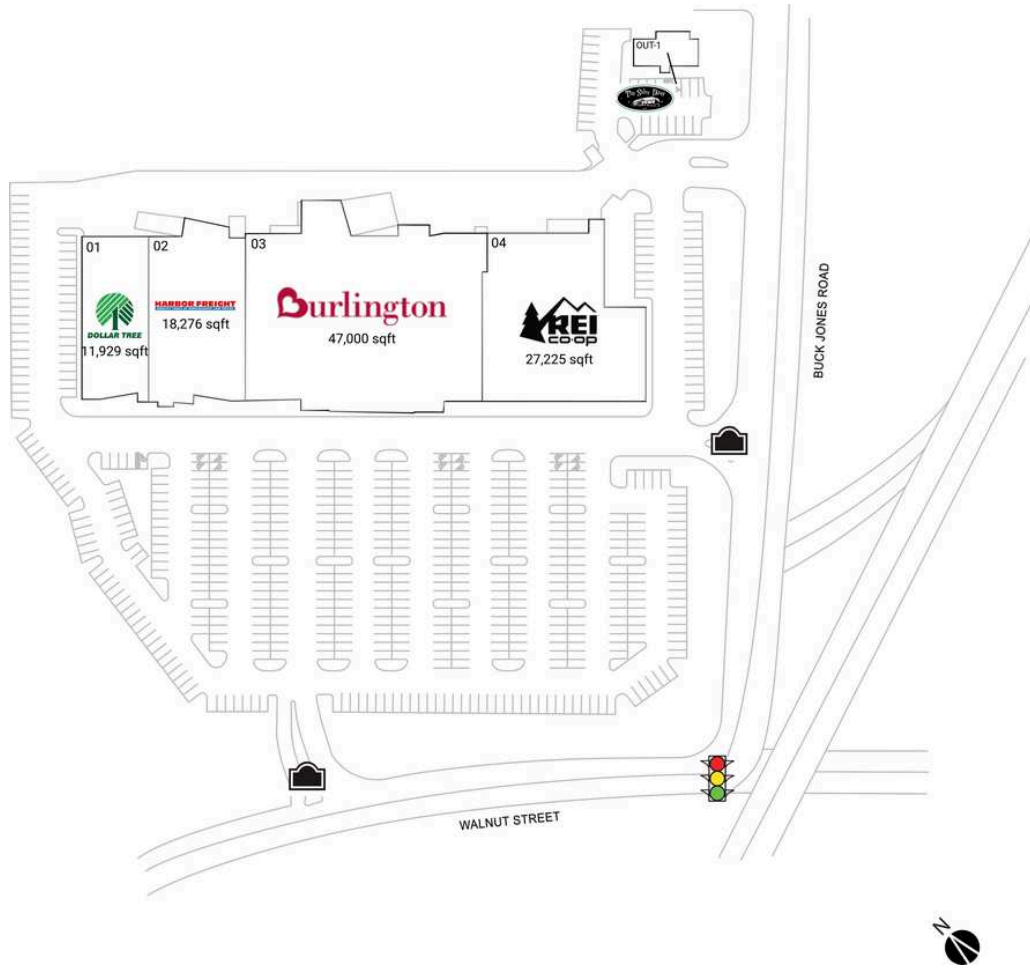 OUT-1
01
02
03
04
DOLLAR TREE
11,929 sqft
HARBOR FREIGHT
18,276 sqft
Burlington
47,000 sqft
REI
CO·OP
27,225 sqft
BUCK JONES ROAD
WALNUT STREET
N